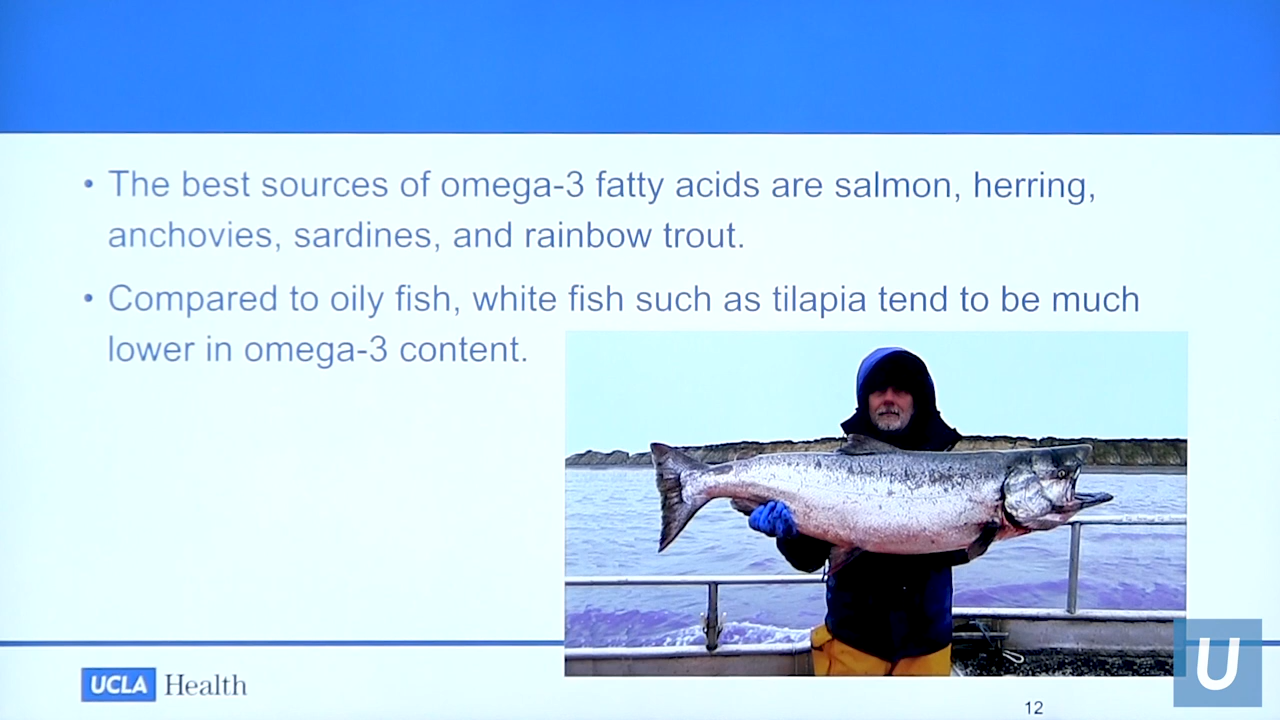 • The best sources of omega-3 fatty acids are salmon, herring,
anchovies, sardines, and rainbow trout.
• Compared to oily fish, white fish such as tilapia tend to be much
lower in omega-3 content.
UCLA Health
12
U